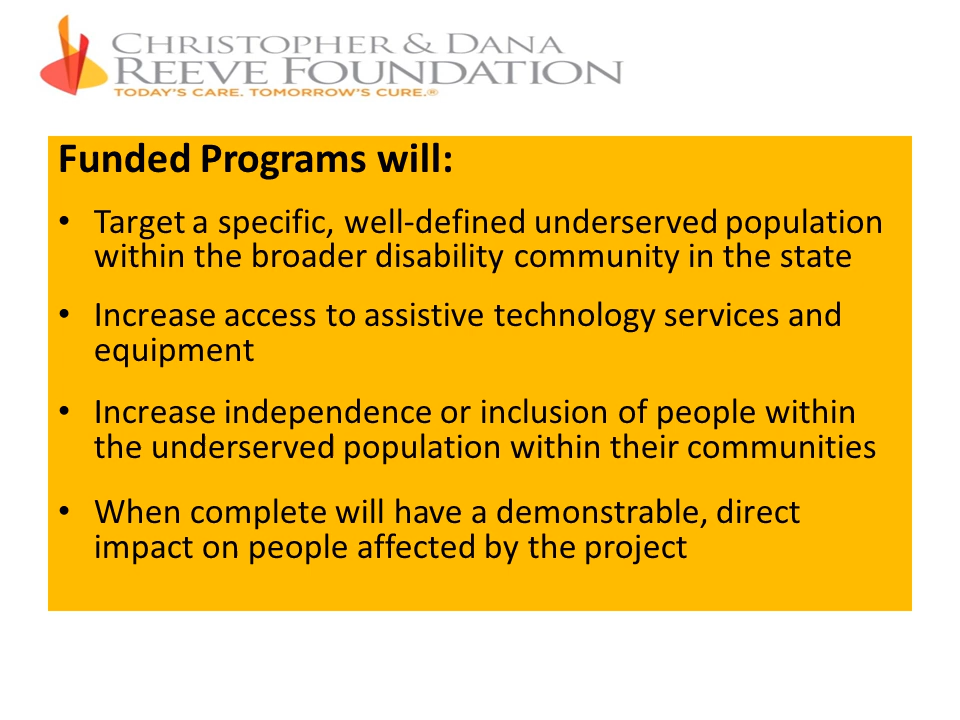 CHRISTOPHER & DANA
REEVE FOUNDATION
TODAY'S CARE. TOMORROW'S CURE.®
Funded Programs will:
• Target a specific, well-defined underserved population
within the broader disability community in the state
• Increase access to assistive technology services and
equipment
• Increase independence or inclusion of people within
the underserved population within their communities
• When complete will have a demonstrable, direct
impact on people affected by the project